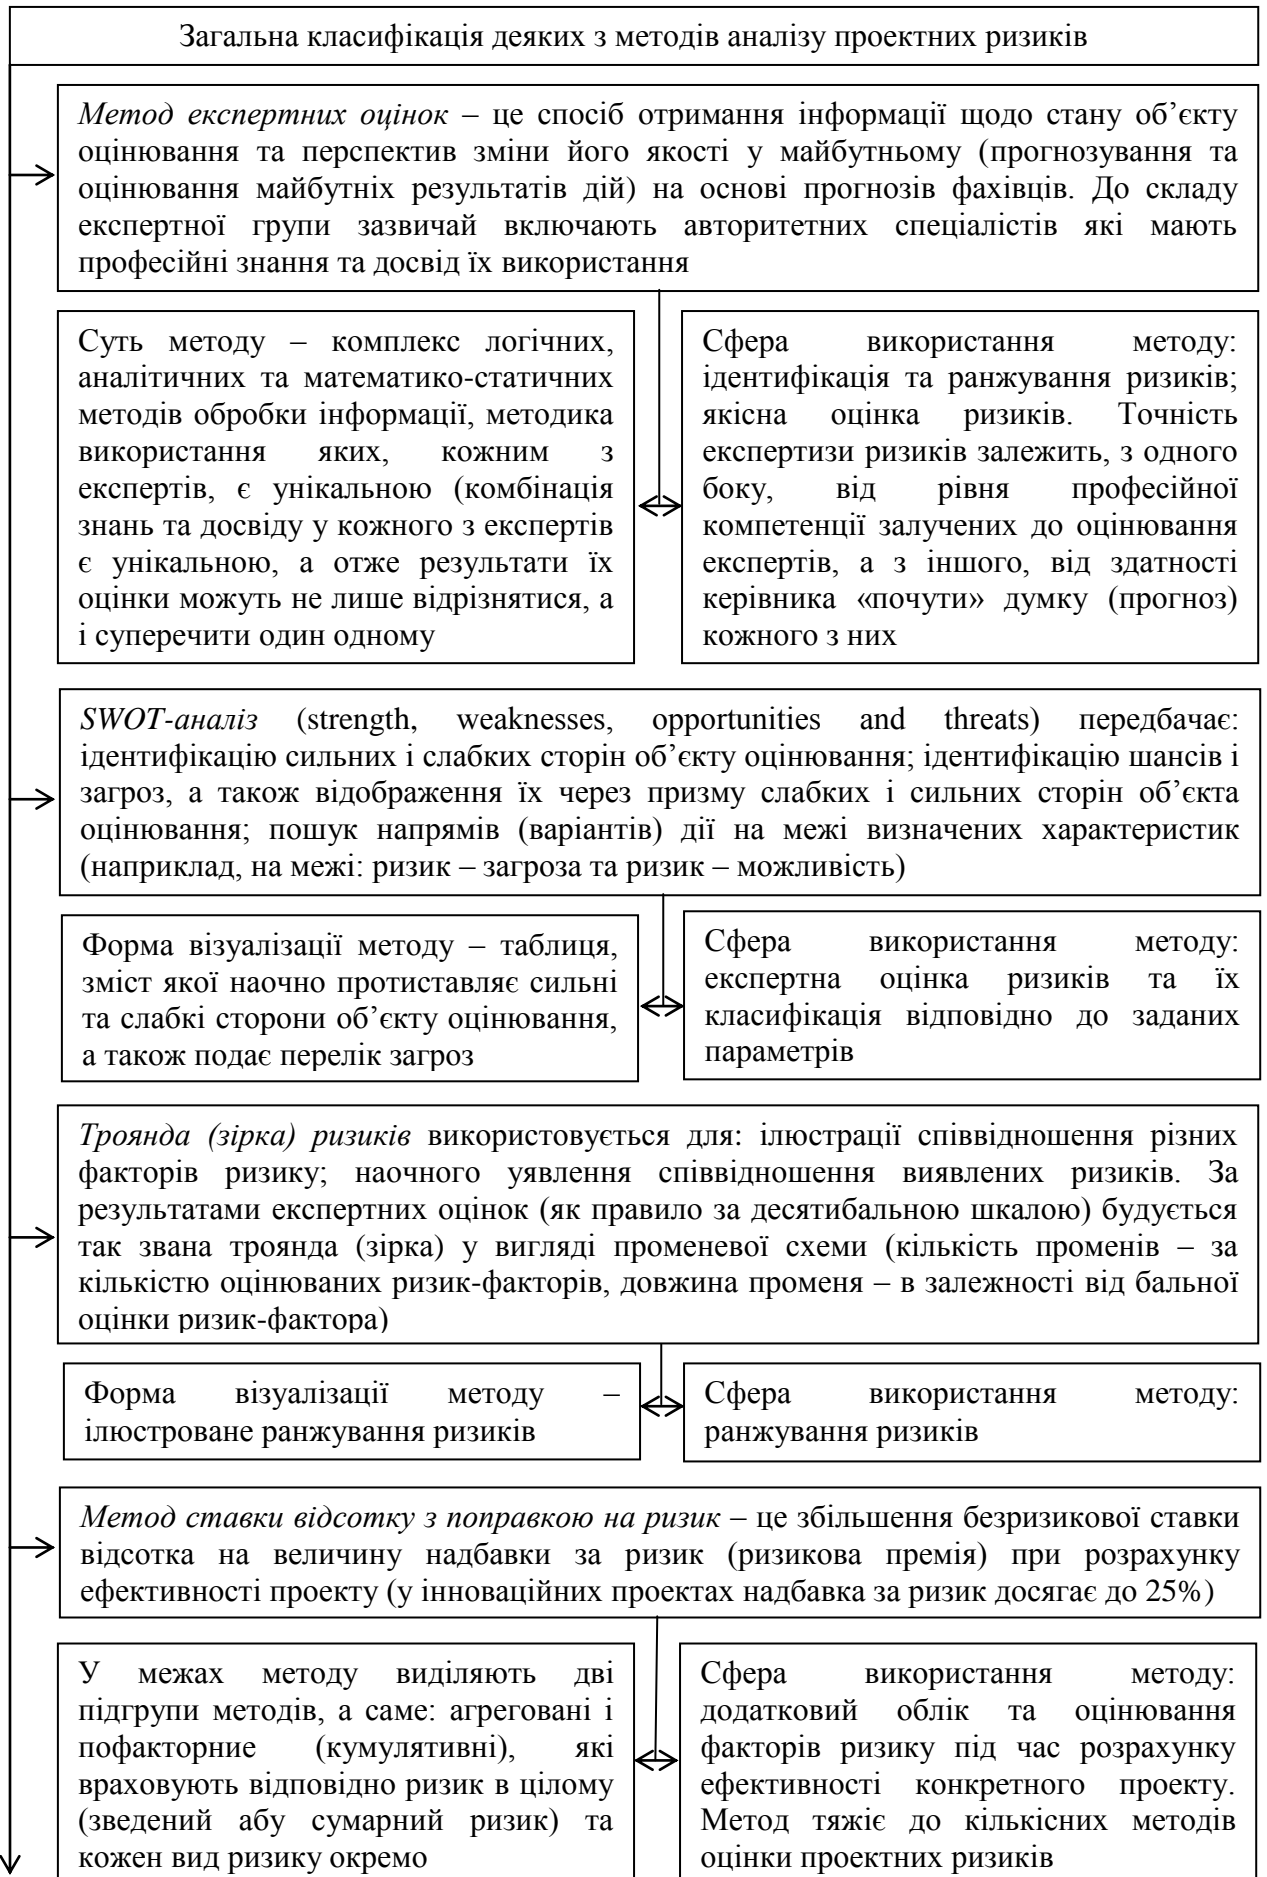 Загальна класифікація деяких з методів аналізу проектних ризиків
Метод експертних оцінок – це спосіб отримання інформації щодо стану об’єкту
оцінювання та перспектив зміни його якості у майбутньому (прогнозування та
оцінювання майбутніх результатів дій) на основі прогнозів фахівців. До складу
експертної групи зазвичай включають авторитетних спеціалістів які мають
професійні знання та досвід їх використання
Суть методу – комплекс логічних,
аналітичних та математико-статичних
методів обробки інформації, методика
використання яких, кожним з
експертів, є унікальною (комбінація
знань та досвіду у кожного з експертів
є унікальною, а отже результати їх
оцінки можуть не лише відрізнятися, а
і суперечити один одному
Сфера використання методу:
ідентифікація та ранжування ризиків;
якісна оцінка ризиків. Точність
експертизи ризиків залежить, з одного
боку, від рівня професійної
компетенції залучених до оцінювання
експертів, а з іншого, від здатності
керівника «почути» думку (прогноз)
кожного з них
SWOT-аналіз (strength, weaknesses, opportunities and threats) передбачає:
ідентифікацію сильних і слабких сторін об’єкту оцінювання; ідентифікацію шансів і
загроз, а також відображення їх через призму слабких і сильних сторін об’єкта
оцінювання; пошук напрямів (варіантів) дії на межі визначених характеристик
(наприклад, на межі: ризик – загроза та ризик – можливість)
Форма візуалізації методу – таблиця,
зміст якої наочно протиставляє сильні
та слабкі сторони об’єкту оцінювання,
а також подає перелік загроз
Сфера використання методу:
експертна оцінка ризиків та їх
класифікація відповідно до заданих
параметрів
Троянда (зірка) ризиків використовується для: ілюстрації співвідношення різних
факторів ризику; наочного уявлення співвідношення виявлених ризиків. За
результатами експертних оцінок (як правило за десятибальною шкалою) будується
так звана троянда (зірка) у вигляді променевої схеми (кількість променів – за
кількістю оцінюваних ризик-факторів, довжина променя – в залежності від бальної
оцінки ризик-фактора)
Форма візуалізації методу –
ілюстроване ранжування ризиків
Сфера використання методу:
ранжування ризиків
Метод ставки відсотку з поправкою на ризик – це збільшення безризикової ставки
відсотка на величину надбавки за ризик (ризикова премія) при розрахунку
ефективності проекту (у інноваційних проектах надбавка за ризик досягає до 25%)
У межах методу виділяють дві
підгрупи методів, а саме: агреговані і
пофакторние (кумулятивні), які
враховують відповідно ризик в цілому
(зведений абу сумарний ризик) та
кожен вид ризику окремо
Сфера використання методу:
додатковий облік та оцінювання
факторів ризику під час розрахунку
ефективності конкретного проекту.
Метод тяжіє до кількісних методів
оцінки проектних ризиків